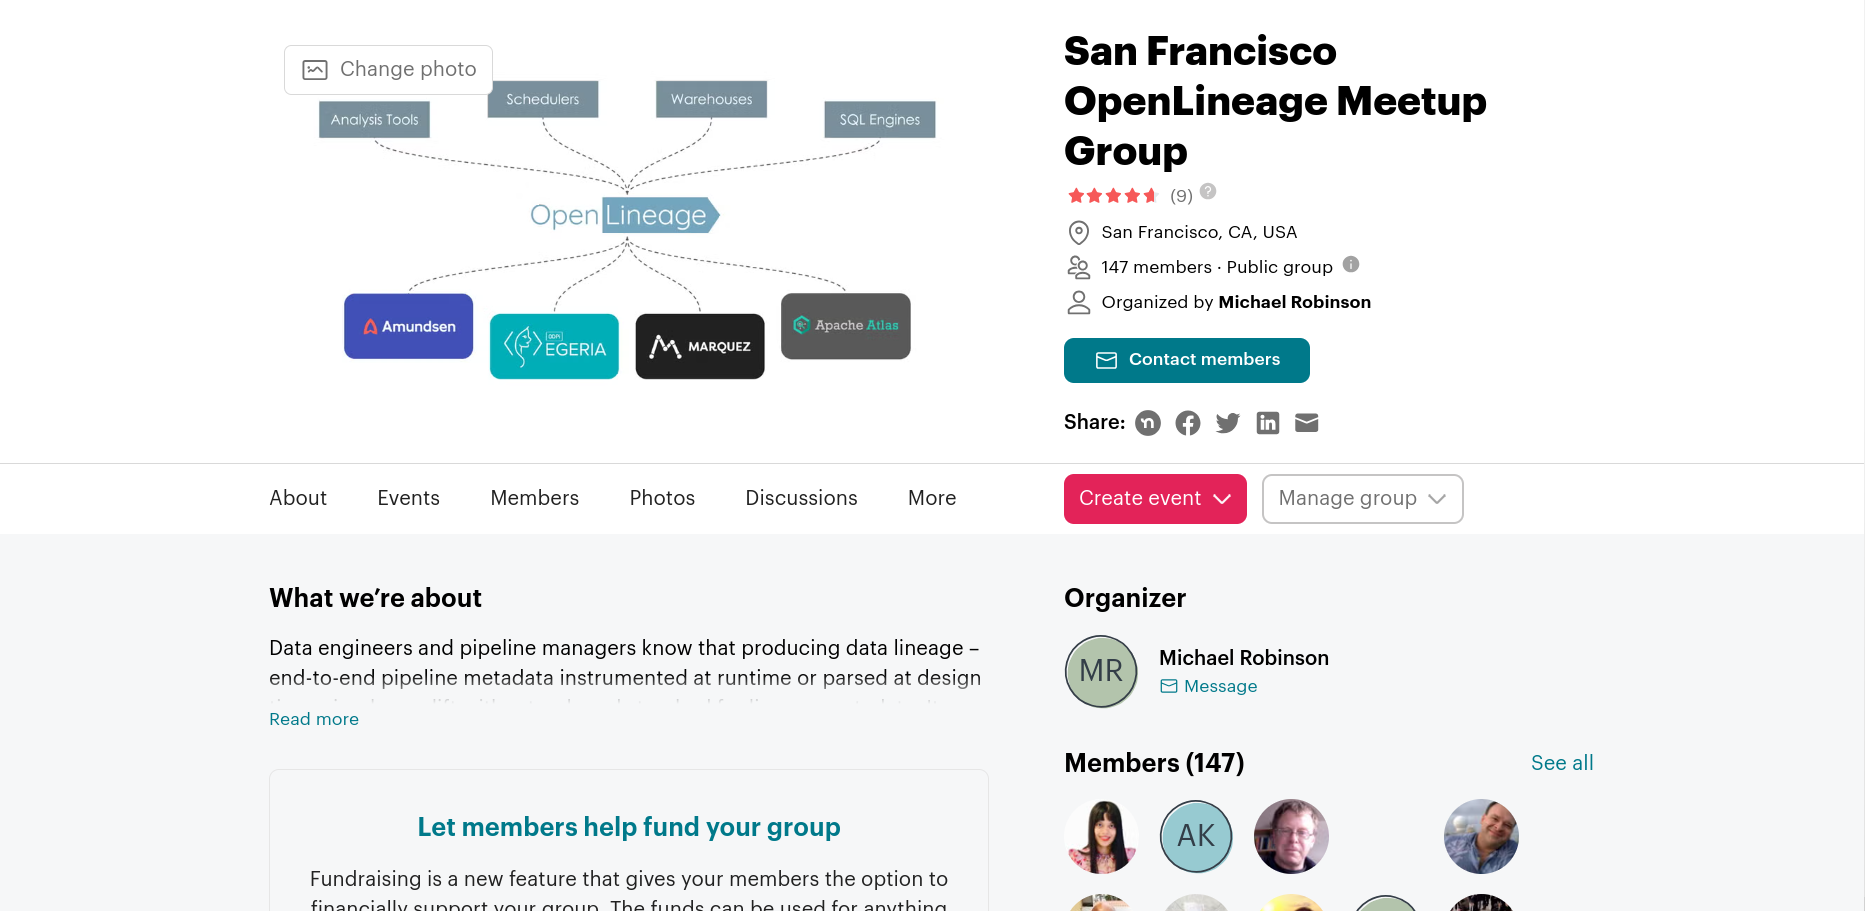 Change photo
Schedulers
Warehouses
Analysis Tools
SQL Engines
OpenLineage
Amundsen
ODPi
EGERIA
MARQUEZ
Apache Atlas
San Francisco
OpenLineage Meetup
Group
(9) ?
San Francisco, CA, USA
147 members · Public group i
Organized by Michael Robinson
Contact members
Share:
About
Events
Members
Photos
Discussions
More
Create event
Manage group
What we’re about
Data engineers and pipeline managers know that producing data lineage –
end-to-end pipeline metadata instrumented at runtime or parsed at design
Read more
Let members help fund your group
Fundraising is a new feature that gives your members the option to
financially support your group. The funds can be used for anything
Organizer
MR
Michael Robinson
Message
Members (147)
See all
AK